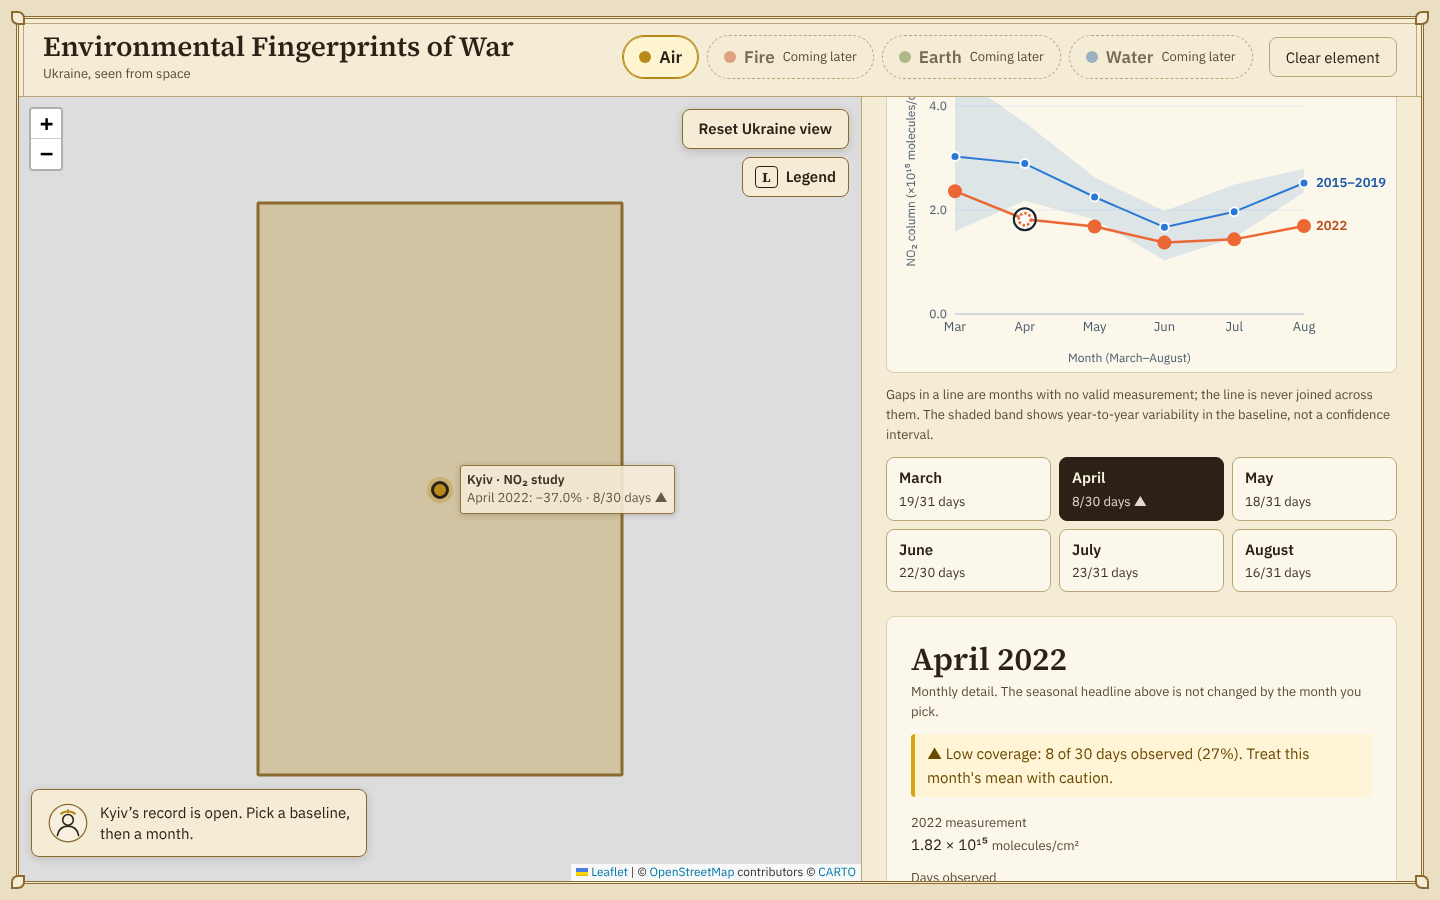 Environmental Fingerprints of War
Ukraine, seen from space
Air
Fire Coming later
Earth Coming later
Water Coming later
Clear element
+
−
Reset Ukraine view
L Legend
Kyiv · NO₂ study
April 2022: −37.0% · 8/30 days ▲
Kyiv’s record is open. Pick a baseline,
then a month.
Leaflet | © OpenStreetMap contributors © CARTO
NO₂ column (×10¹⁵ molecules/c
4.0
2.0
0.0
2015–2019
2022
Mar Apr May Jun Jul Aug
Month (March–August)
Gaps in a line are months with no valid measurement; the line is never joined across
them. The shaded band shows year-to-year variability in the baseline, not a confidence
interval.
March
19/31 days
April
8/30 days ▲
May
18/31 days
June
22/30 days
July
23/31 days
August
16/31 days
April 2022
Monthly detail. The seasonal headline above is not changed by the month you
pick.
▲ Low coverage: 8 of 30 days observed (27%). Treat this
month's mean with caution.
2022 measurement
1.82 × 10¹⁵ molecules/cm²
Days observed